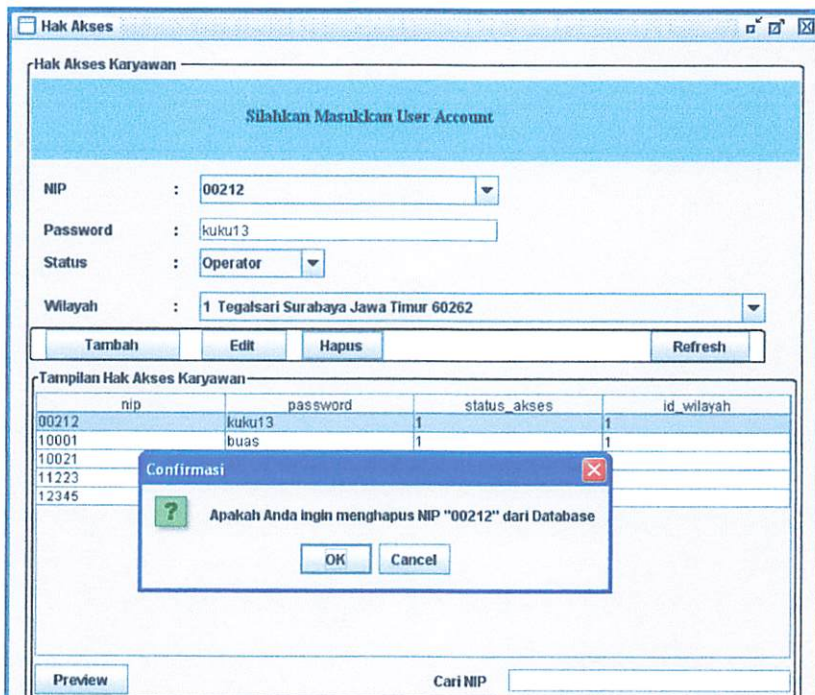 Hak Akses
Hak Akses Karyawan
Silahkan Masukkan User Account
NIP : 00212
Password : kuku13
Status : Operator
Wilayah : 1 Tegalsari Surabaya Jawa Timur 60262
Tambah Edit Hapus Refresh
Tampilan Hak Akses Karyawan
nip password status_akses id_wilayah
00212 kuku13 1 1
10001 buas 1 1
10021
11223
12345
Confirmasi
Apakah Anda ingin menghapus NIP "00212" dari Database
OK Cancel
Preview Cari NIP